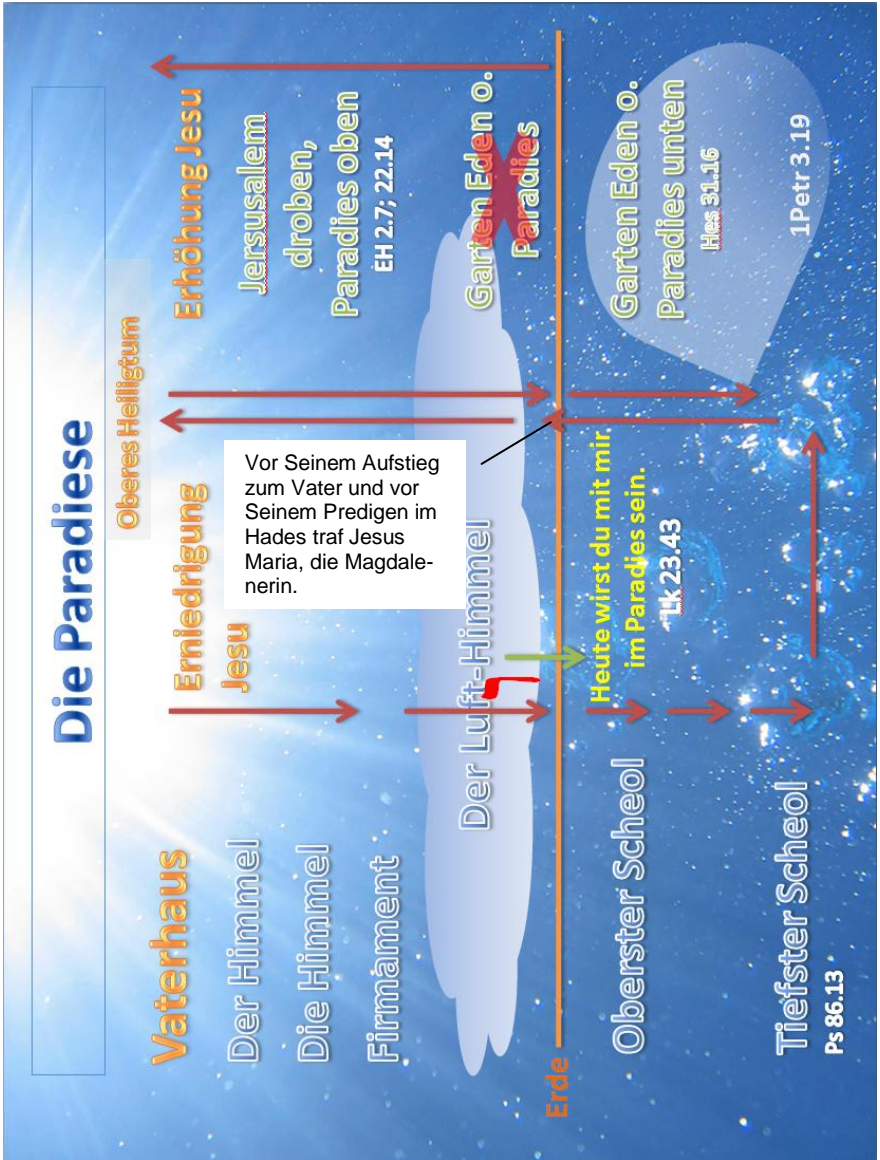 Die Paradiese
Oberes Heiligtum
Vaterhaus
Erniedrigung
Jesu
Erhöhung Jesu
Der Himmel
Die Himmel
Firmament
Jersusalem
droben,
Paradies oben
EH 2.7; 22.14
Vor Seinem Aufstieg
zum Vater und vor
Seinem Predigen im
Hades traf Jesus
Maria, die Magdale-
nerin.
Der Luft-Himmel
Garten Eden o.
Paradies
Erde
Heute wirst du mit mir
im Paradies sein.
Lk 23.43
Oberster Scheol
Garten Eden o.
Paradies unten
Hes 31.16
Tiefster Scheol
Ps 86.13
1Petr 3.19